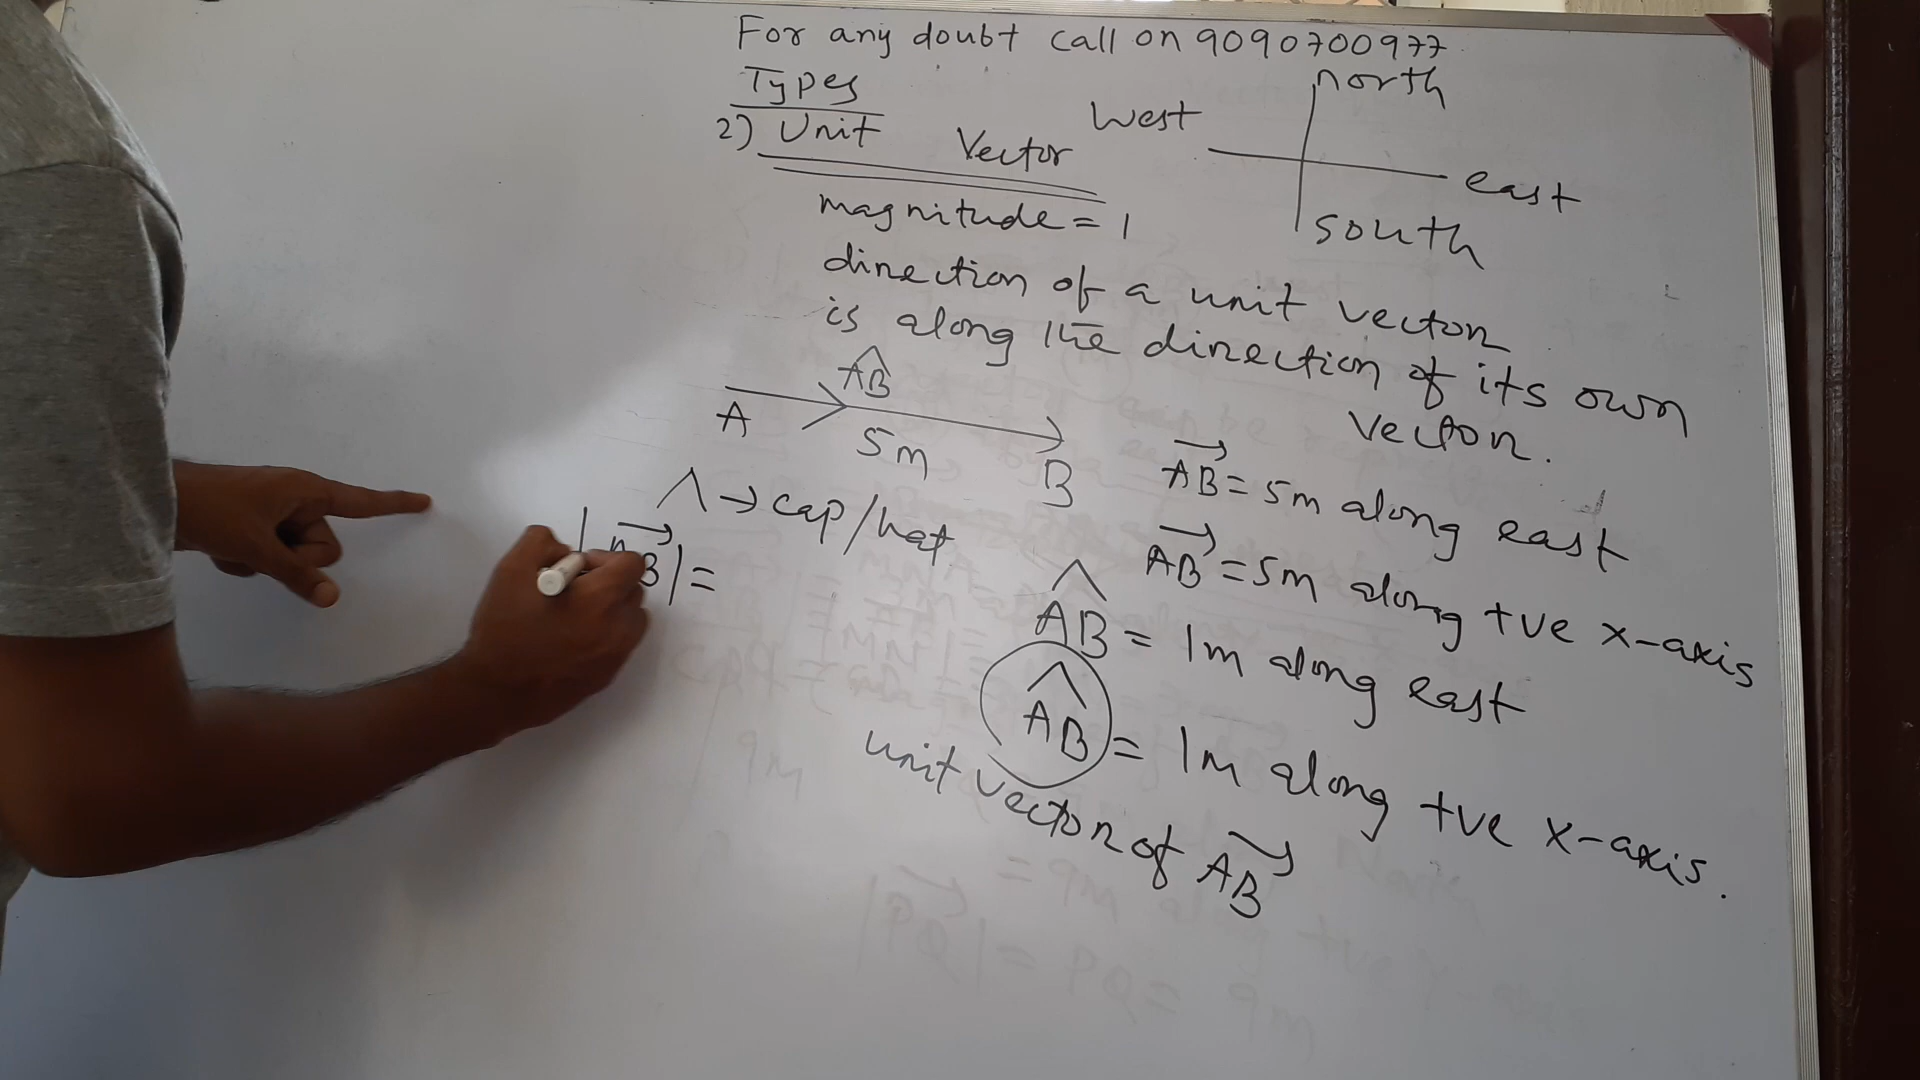 For any doubt call on 9090700977
Types
2) Unit Vector
north
West
east
south
magnitude = 1
direction of a unit vector
is along the direction of its own
vector.
A
AB^
5m
B
^ → cap/hat
|AB→| =
AB→ = 5m along east
AB→ = 5m along +ve x-axis
AB^ = 1m along east
AB^ = 1m along +ve x-axis.
unit vector of AB→